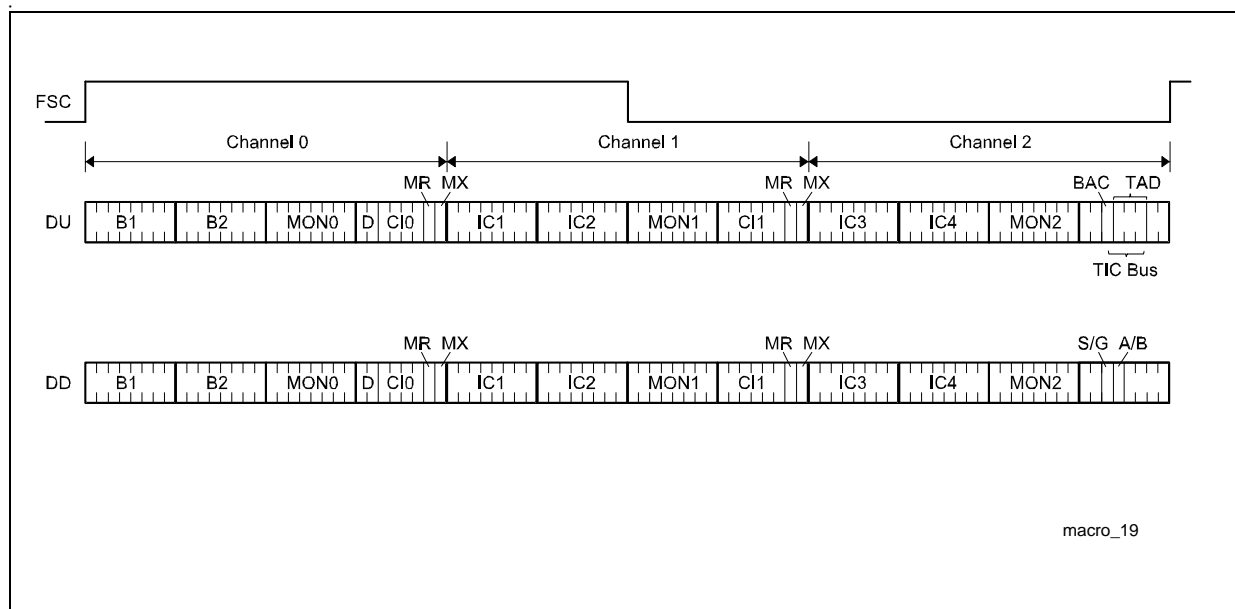 FSC
Channel 0 Channel 1 Channel 2
MR MX MR MX BAC TAD
DU B1 B2 MON0 D CI0 IC1 IC2 MON1 CI1 IC3 IC4 MON2
TIC Bus
MR MX MR MX S/G A/B
DD B1 B2 MON0 D CI0 IC1 IC2 MON1 CI1 IC3 IC4 MON2
macro_19